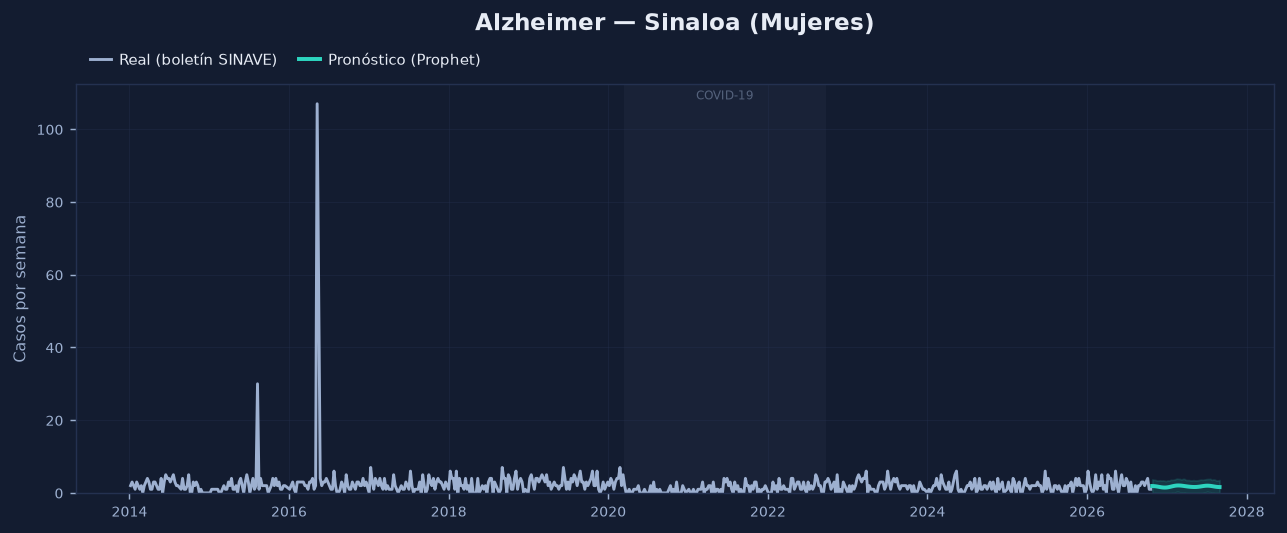 Alzheimer — Sinaloa (Mujeres)
Real (boletín SINAVE)
Pronóstico (Prophet)
COVID-19
Casos por semana
100
80
60
40
20
0
2014
2016
2018
2020
2022
2024
2026
2028